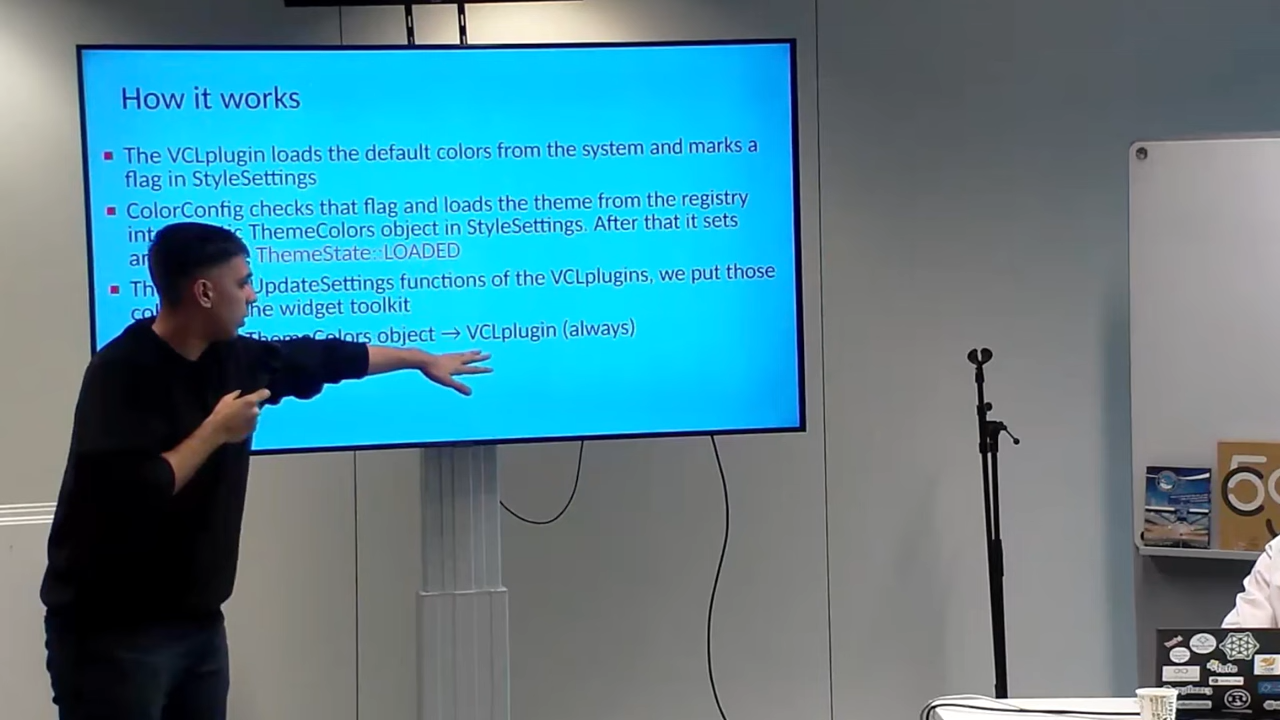 How it works
The VCLplugin loads the default colors from the system and marks a
flag in StyleSettings
ColorConfig checks that flag and loads the theme from the registry
ThemeColors object in StyleSettings. After that it sets
ThemeState::LOADED
UpdateSettings functions of the VCLplugins, we put those
widget toolkit
ThemeColors object → VCLplugin (always)